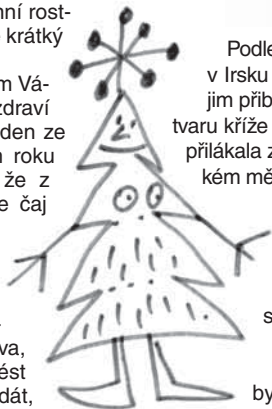 mní rost-
krátký
m Vá-
zdraví
den ze
roku
že z
e čaj
va,
ést
dát,
Podle
v Irsku
jim přib
tvaru kříže
přilákala z
kém mě
s
y
by